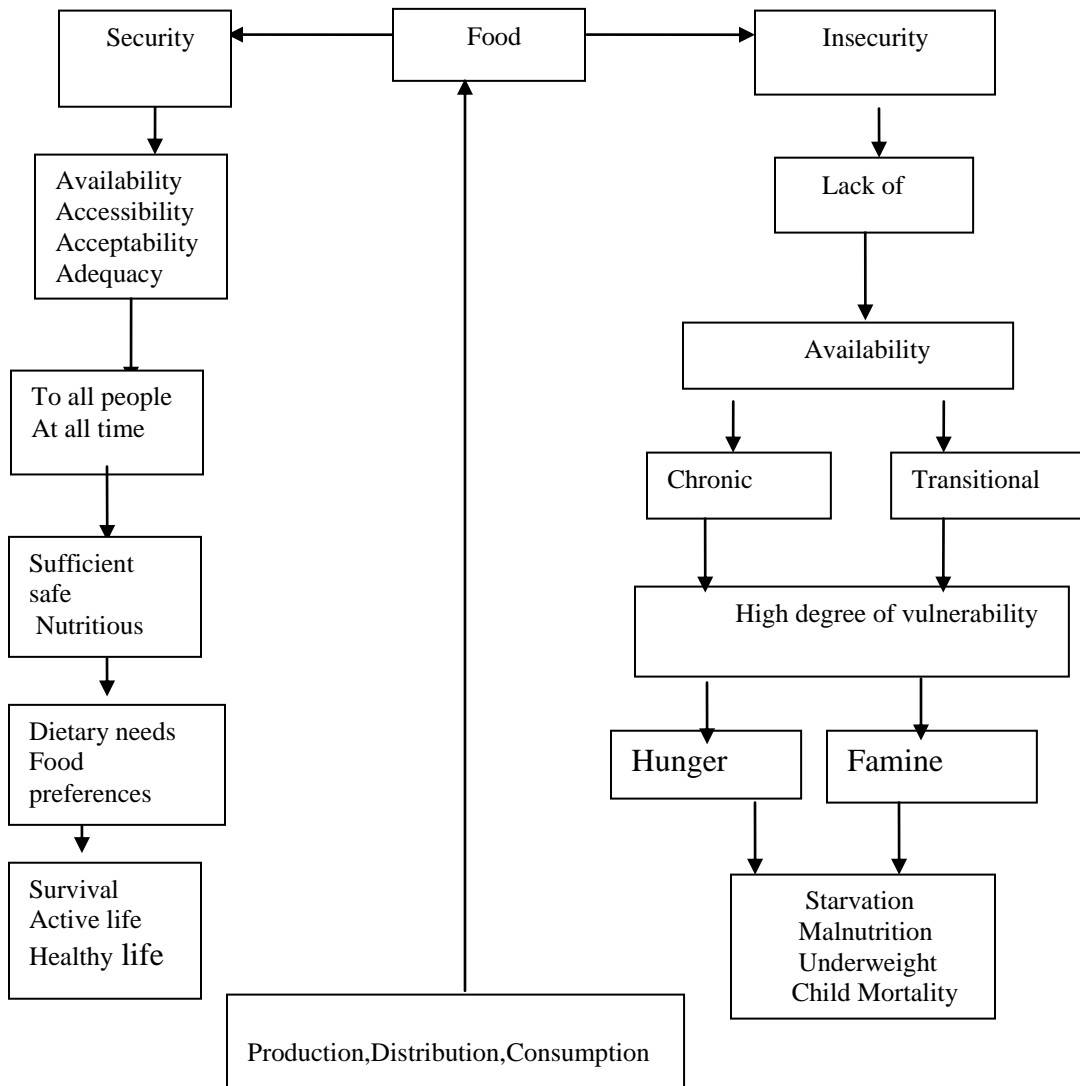 Security
Food
Insecurity
Availability
Accessibility
Acceptability
Adequacy
Lack of
Availability
To all people
At all time
Chronic
Transitional
Sufficient
safe
Nutritious
High degree of vulnerability
Dietary needs
Food
preferences
Hunger
Famine
Survival
Active life
Healthy life
Starvation
Malnutrition
Underweight
Child Mortality
Production,Distribution,Consumption